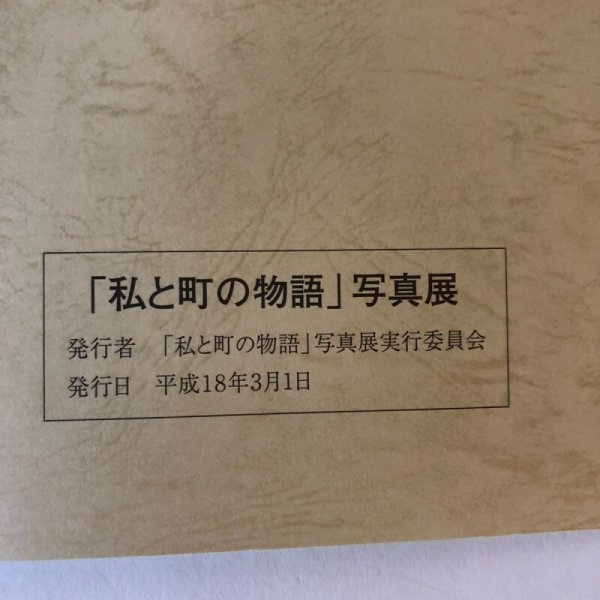 「私と町の物語」写真展
発行者　「私と町の物語」写真展実行委員会
発行日　平成18年3月1日